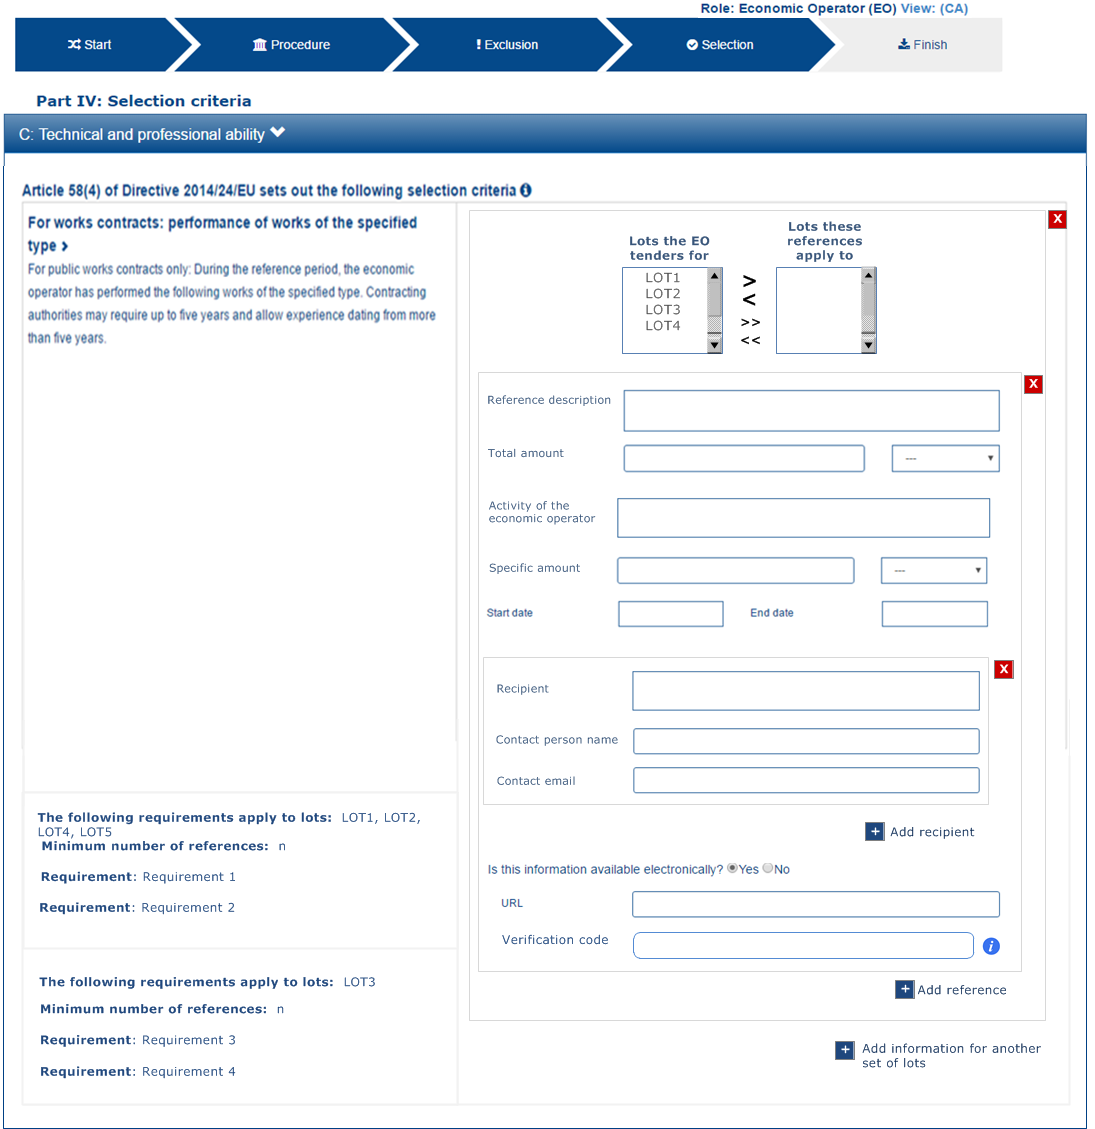 Role: Economic Operator (EO) View: (CA)
Start
Procedure
! Exclusion
Selection
Finish
Part IV: Selection criteria
C: Technical and professional ability
Article 58(4) of Directive 2014/24/EU sets out the following selection criteria
For works contracts: performance of works of the specified
type >
For public works contracts only: During the reference period, the economic
operator has performed the following works of the specified type. Contracting
authorities may require up to five years and allow experience dating from more
than five years.
The following requirements apply to lots: LOT1, LOT2,
LOT4, LOT5
Minimum number of references: n
Requirement: Requirement 1
Requirement: Requirement 2
The following requirements apply to lots: LOT3
Minimum number of references: n
Requirement: Requirement 3
Requirement: Requirement 4
X
Lots the EO
tenders for
Lots these
references
apply to
LOT1
LOT2
LOT3
LOT4
>
<
>>
<<
X
Reference description
Total amount
---
Activity of the
economic operator
Specific amount
---
Start date
End date
X
Recipient
Contact person name
Contact email
+ Add recipient
Is this information available electronically? Yes No
URL
Verification code
i
+ Add reference
+ Add information for another
set of lots